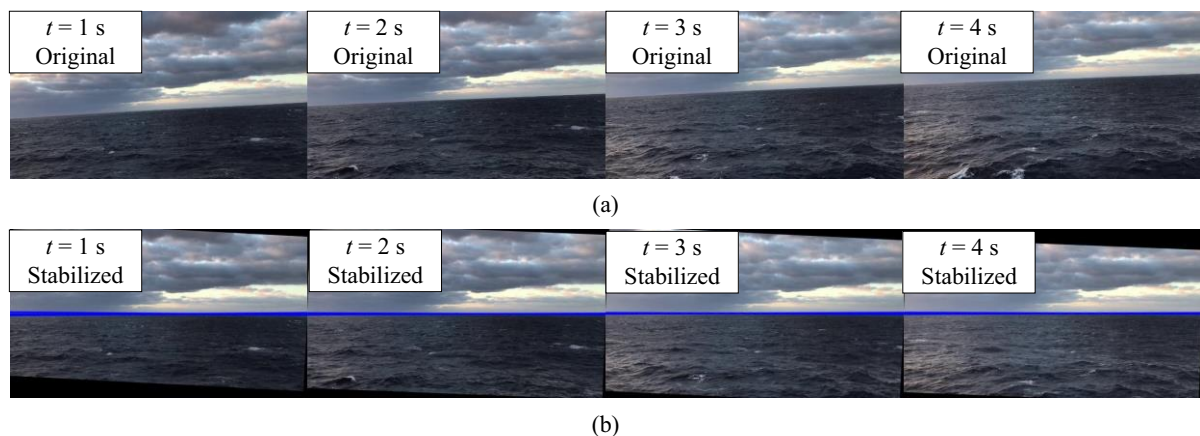 t = 1 s
Original
t = 2 s
Original
t = 3 s
Original
t = 4 s
Original
(a)
t = 1 s
Stabilized
t = 2 s
Stabilized
t = 3 s
Stabilized
t = 4 s
Stabilized
(b)